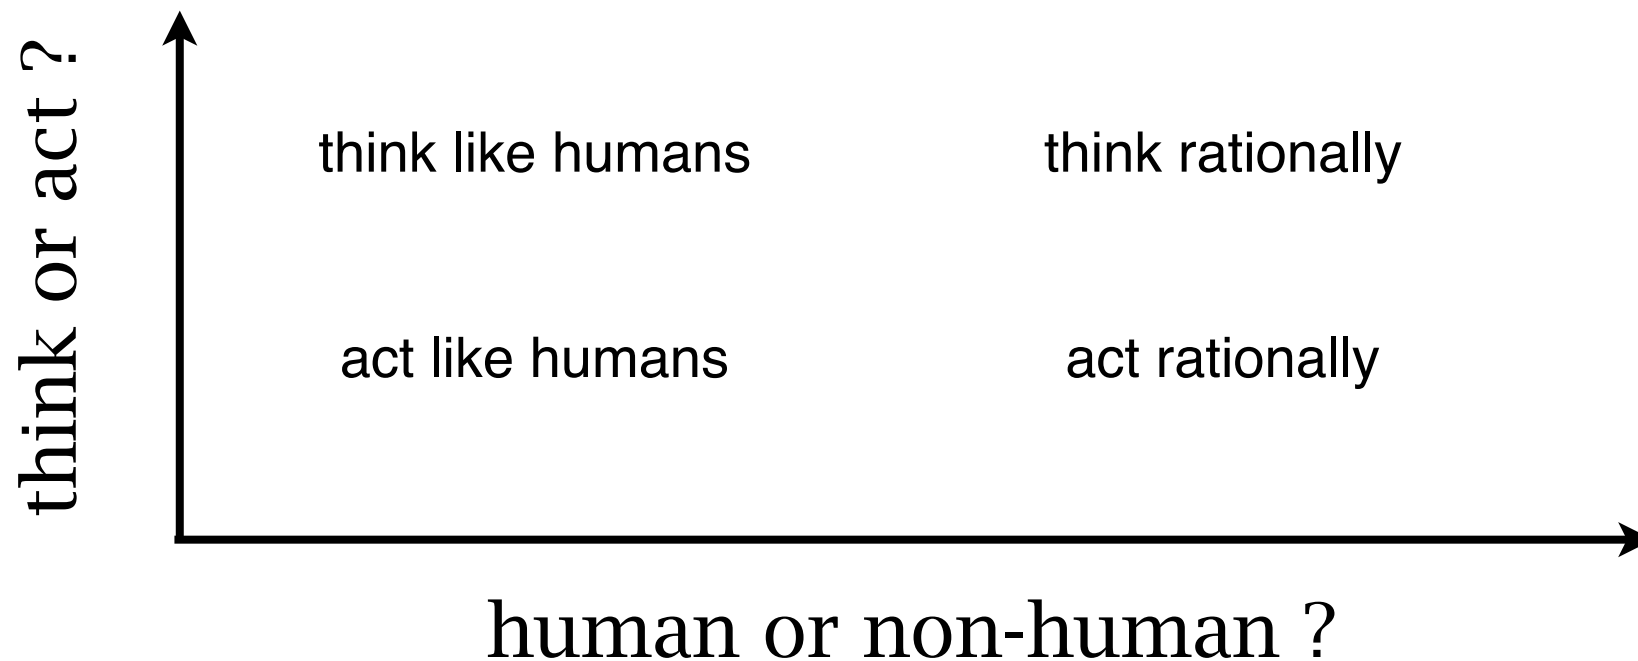 think or act ?
think like humans
think rationally
act like humans
act rationally
human or non-human ?